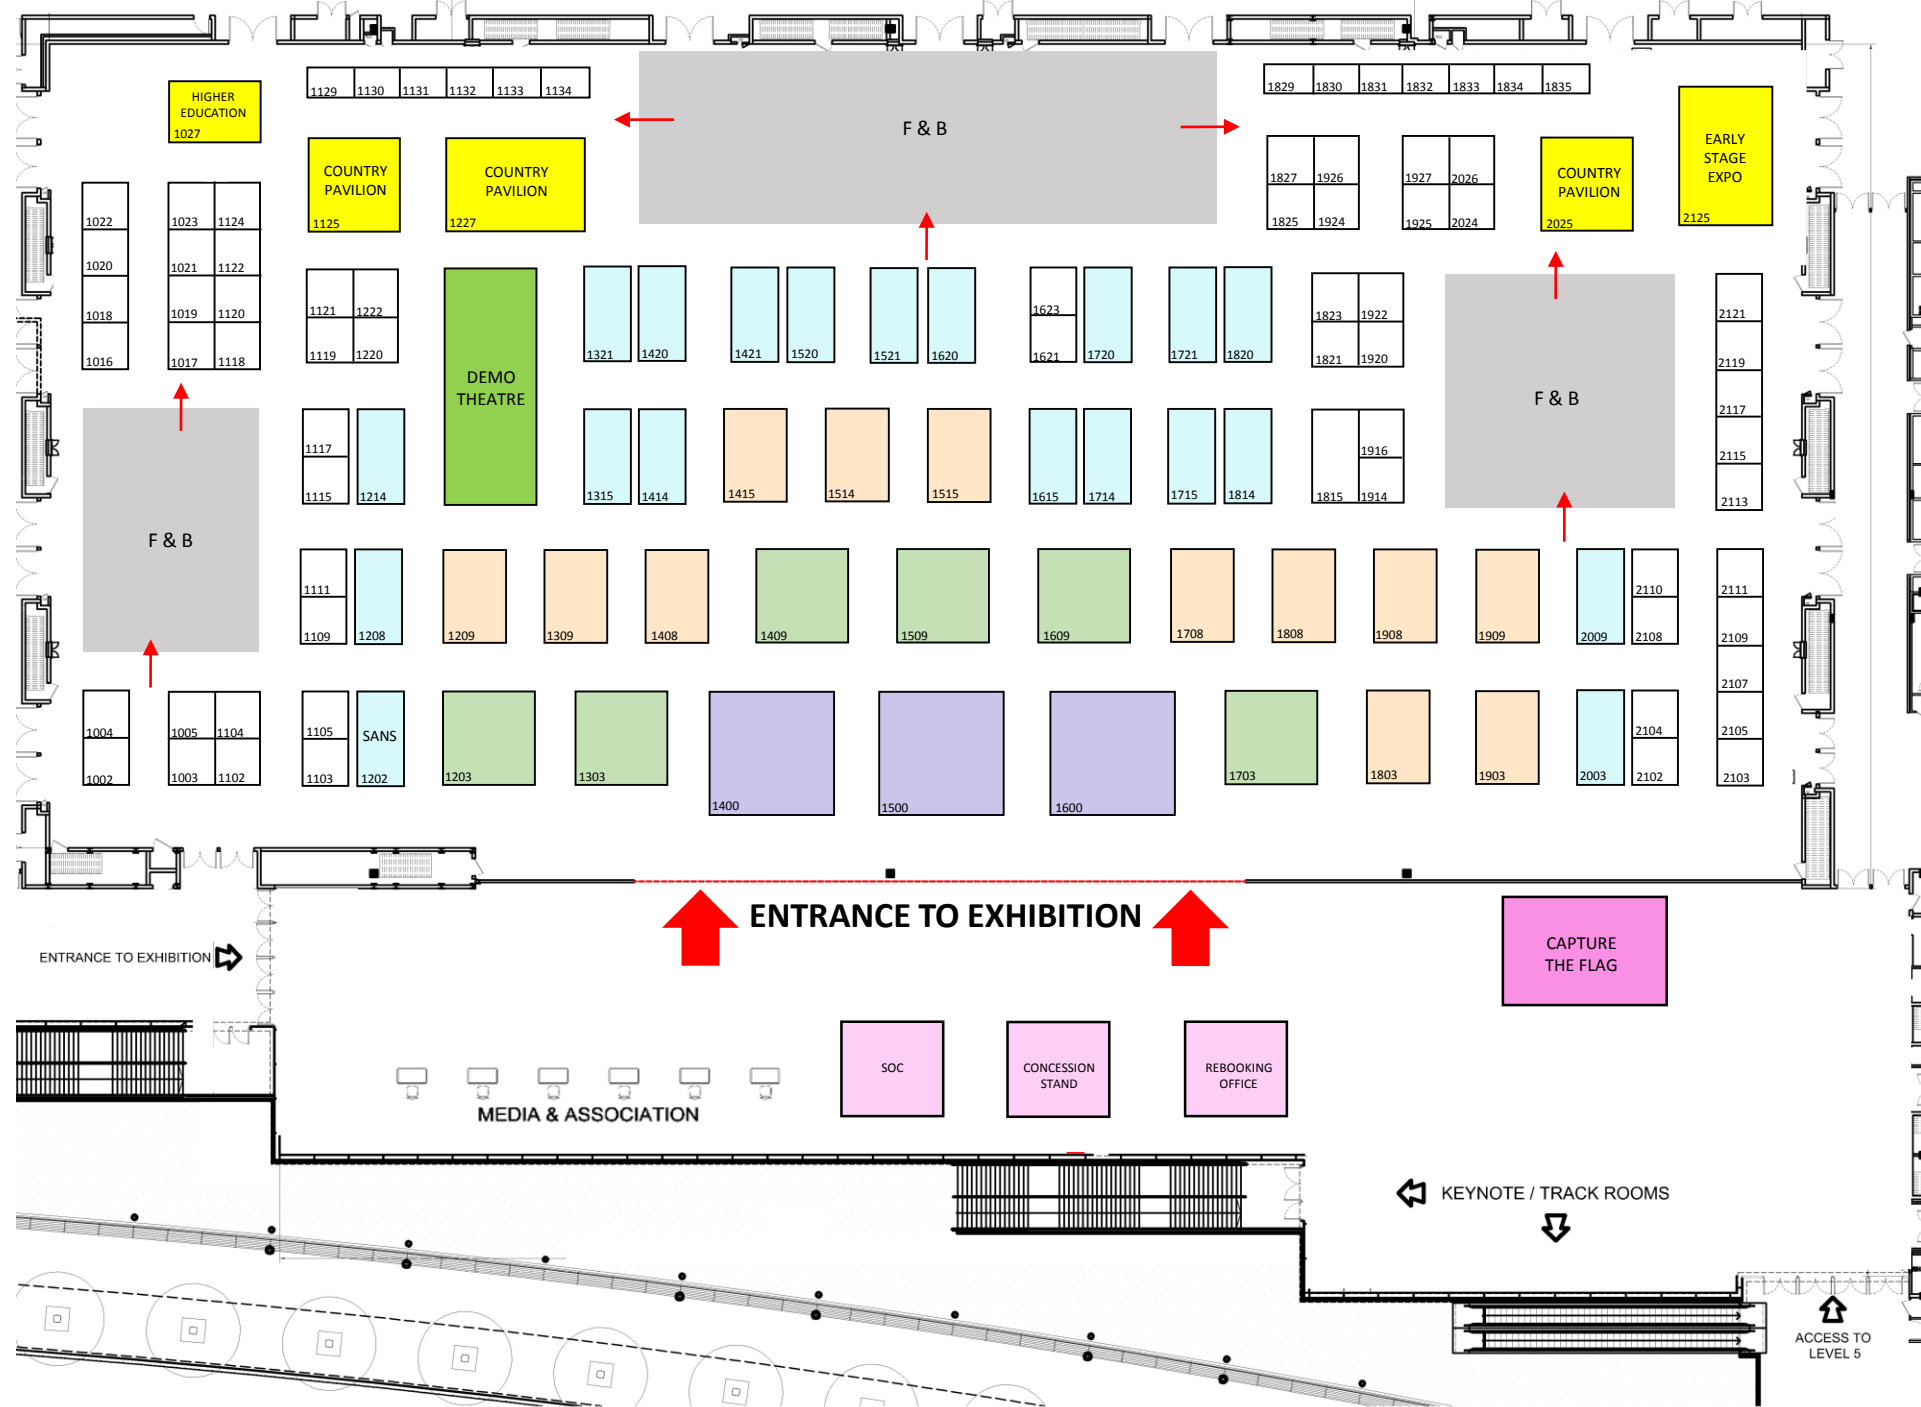 HIGHER
EDUCATION
1027
1129 1130 1131 1132 1133 1134
F & B
1829 1830 1831 1832 1833 1834 1835
EARLY
STAGE
EXPO
2125
COUNTRY
PAVILION
1125
COUNTRY
PAVILION
1227
1827 1926
1825 1924
1927 2026
1925 2024
COUNTRY
PAVILION
2025
1022
1020
1018
1016
1023 1124
1021 1122
1019 1120
1017 1118
1121 1222
1119 1220
DEMO
THEATRE
1321 1420
1421 1520
1521 1620
1623
1621
1720
1721 1820
1823 1922
1821 1920
F & B
2121
2119
2117
2115
2113
F & B
1117
1115
1214
1315 1414
1415
1514
1515
1615 1714
1715 1814
1815
1916
1914
1111
1109
1208
1209
1309
1408
1409
1509
1609
1708
1808
1908
1909
2009
2110
2108
2111
2109
2107
2105
2103
1004
1002
1005 1104
1003 1102
1105
1103
SANS
1202
1203
1303
1400
1500
1600
1703
1803
1903
2003
2104
2102
ENTRANCE TO EXHIBITION
ENTRANCE TO EXHIBITION
CAPTURE
THE FLAG
SOC
CONCESSION
STAND
REBOOKING
OFFICE
MEDIA & ASSOCIATION
KEYNOTE / TRACK ROOMS
ACCESS TO
LEVEL 5